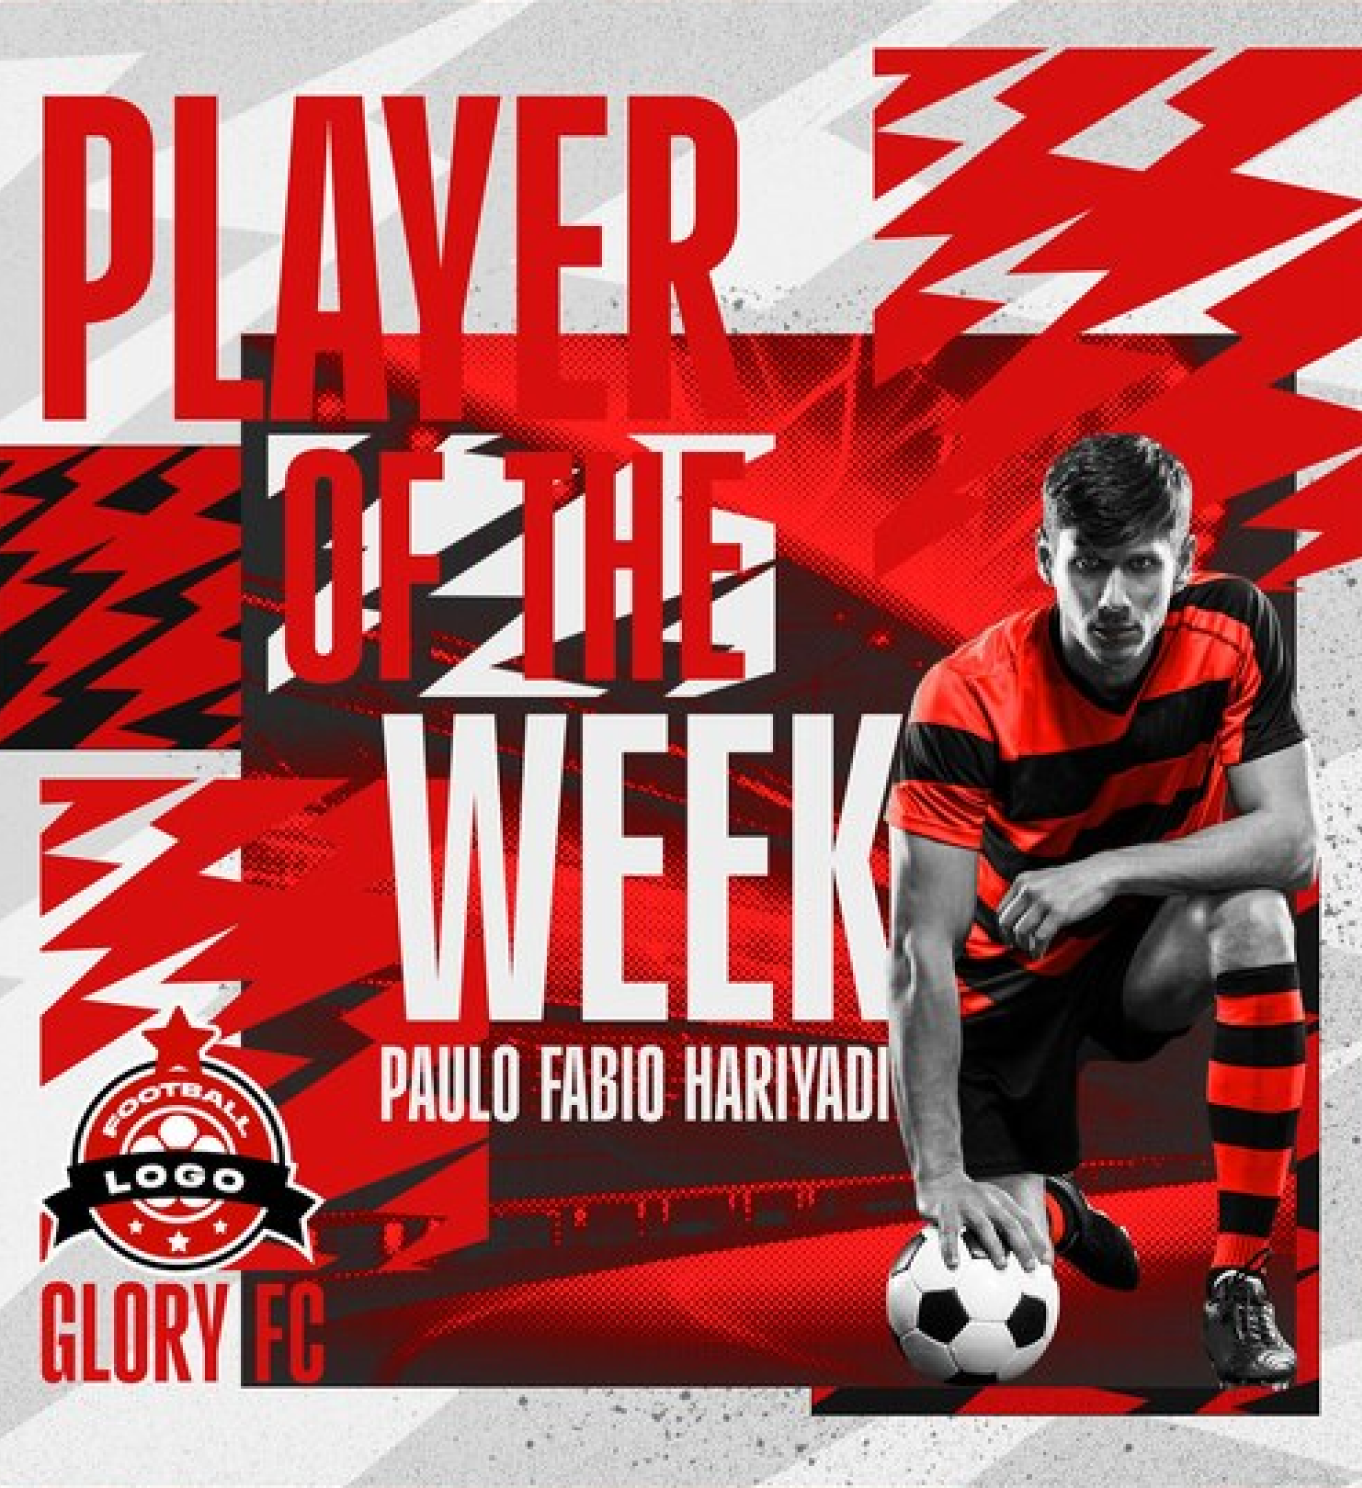 PLAYER
OF THE
WEEK
PAULO FABIO HARIYADI
FOOTBALL
LOGO
GLORY FC